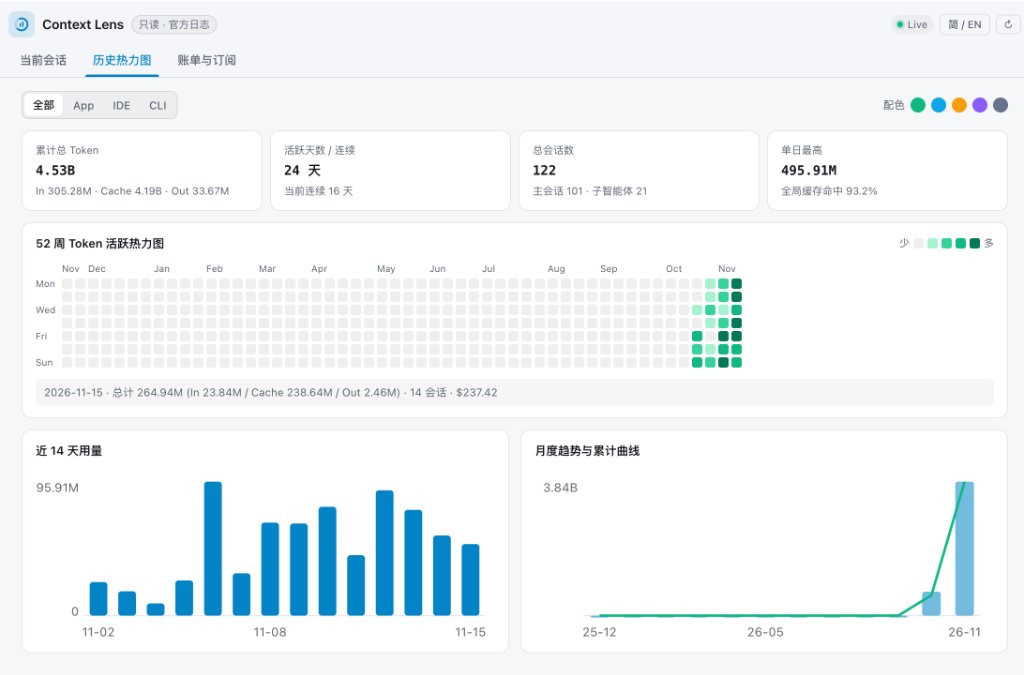 Context Lens 只读 · 官方日志 Live 简 / EN
当前会话 历史热力图 账单与订阅
全部 App IDE CLI 配色
累计总 Token
4.53B
In 305.28M · Cache 4.19B · Out 33.67M
活跃天数 / 连续
24 天
当前连续 16 天
总会话数
122
主会话 101 · 子智能体 21
单日最高
495.91M
全局缓存命中 93.2%
52 周 Token 活跃热力图 少 多
Nov Dec Jan Feb Mar Apr May Jun Jul Aug Sep Oct Nov
Mon
Wed
Fri
Sun
2026-11-15 · 总计 264.94M (In 23.84M / Cache 238.64M / Out 2.46M) · 14 会话 · $237.42
近 14 天用量
95.91M
0
11-02 11-08 11-15
月度趋势与累计曲线
3.84B
25-12 26-05 26-11